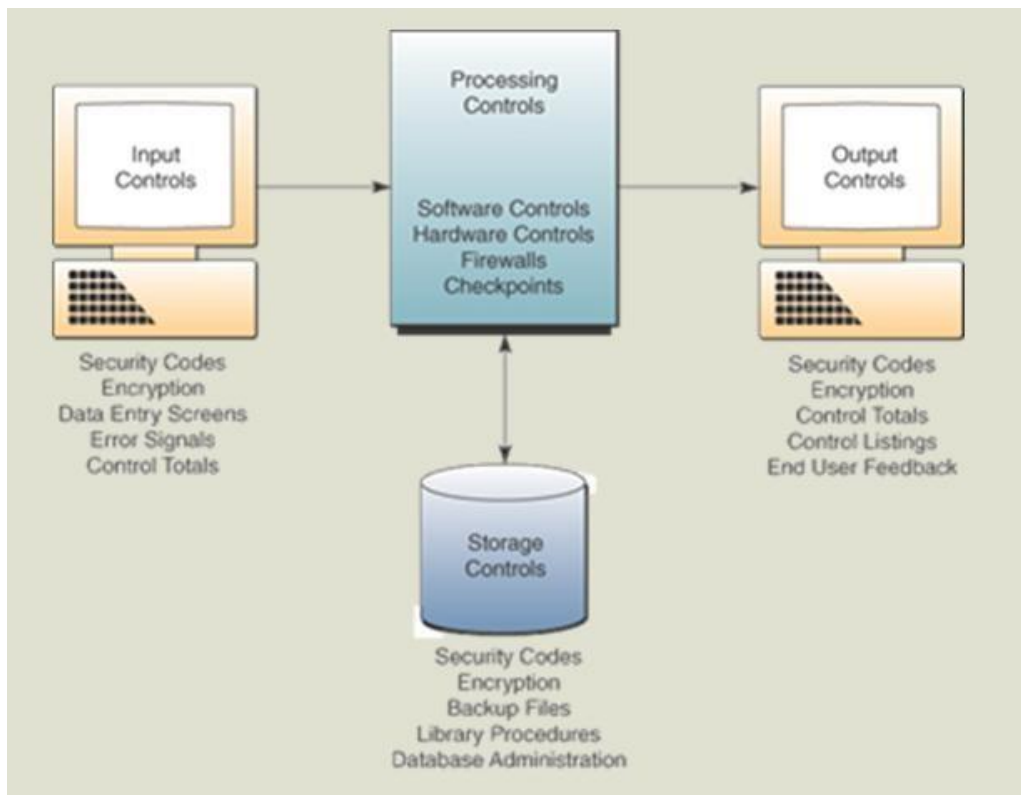 Input
Controls
Security Codes
Encryption
Data Entry Screens
Error Signals
Control Totals
Processing
Controls
Software Controls
Hardware Controls
Firewalls
Checkpoints
Output
Controls
Security Codes
Encryption
Control Totals
Control Listings
End User Feedback
Storage
Controls
Security Codes
Encryption
Backup Files
Library Procedures
Database Administration